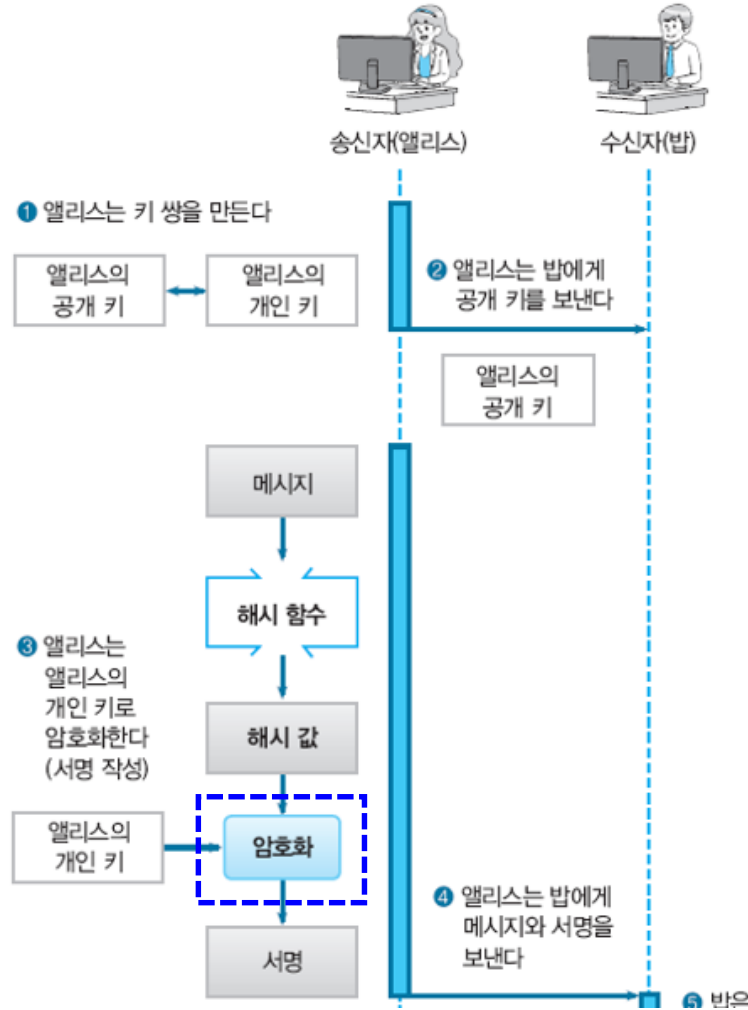 송신자(앨리스)
수신자(밥)
❶ 앨리스는 키 쌍을 만든다
앨리스의
공개 키
앨리스의
개인 키
❷ 앨리스는 밥에게
공개 키를 보낸다
앨리스의
공개 키
메시지
해시 함수
❸ 앨리스는
앨리스의
개인 키로
암호화한다
(서명 작성)
해시 값
앨리스의
개인 키
암호화
서명
❹ 앨리스는 밥에게
메시지와 서명을
보낸다
❺ 밥은